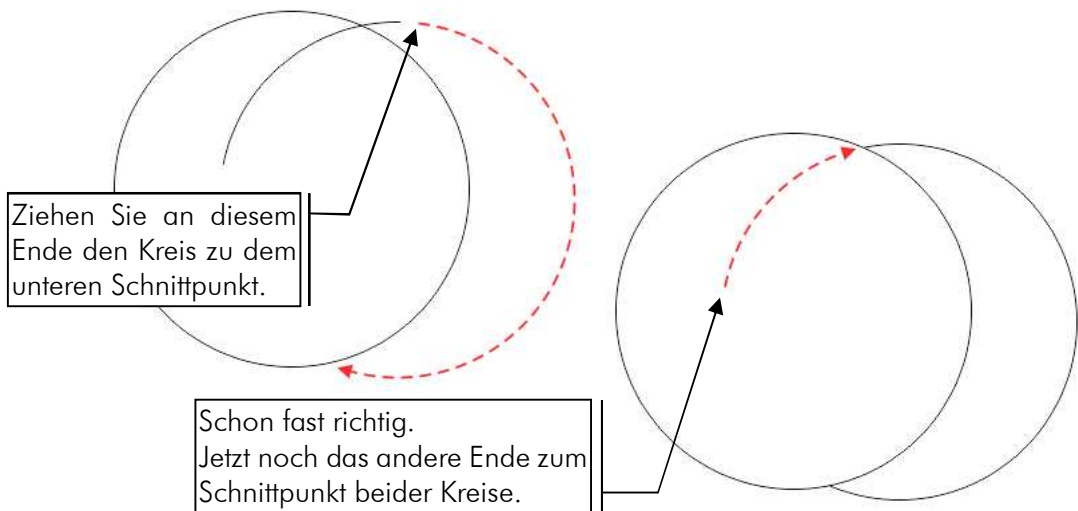 Ziehen Sie an diesem
Ende den Kreis zu dem
unteren Schnittpunkt.
Schon fast richtig.
Jetzt noch das andere Ende zum
Schnittpunkt beider Kreise.